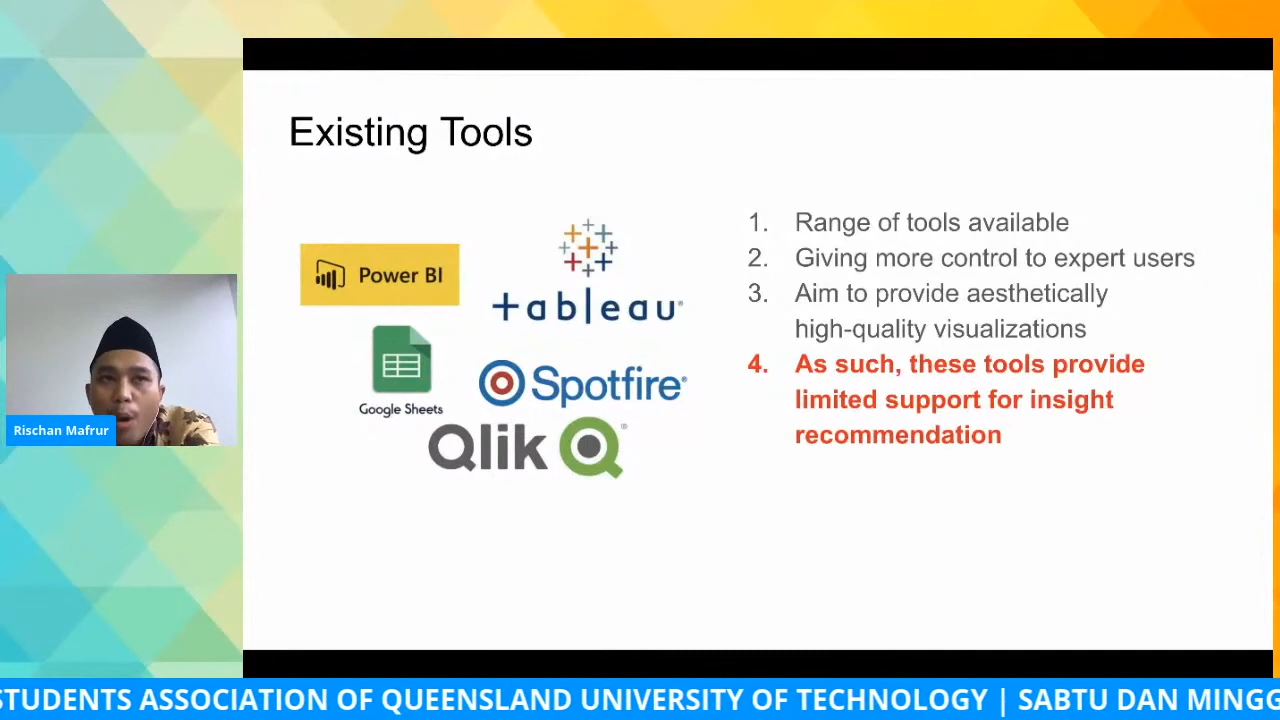 Existing Tools
Power BI
+ableau
Google Sheets
Spotfire
Qlik Q
1. Range of tools available
2. Giving more control to expert users
3. Aim to provide aesthetically
high-quality visualizations
4. As such, these tools provide
limited support for insight
recommendation
Rischan Mafrur
STUDENTS ASSOCIATION OF QUEENSLAND UNIVERSITY OF TECHNOLOGY | SABTU DAN MINGG